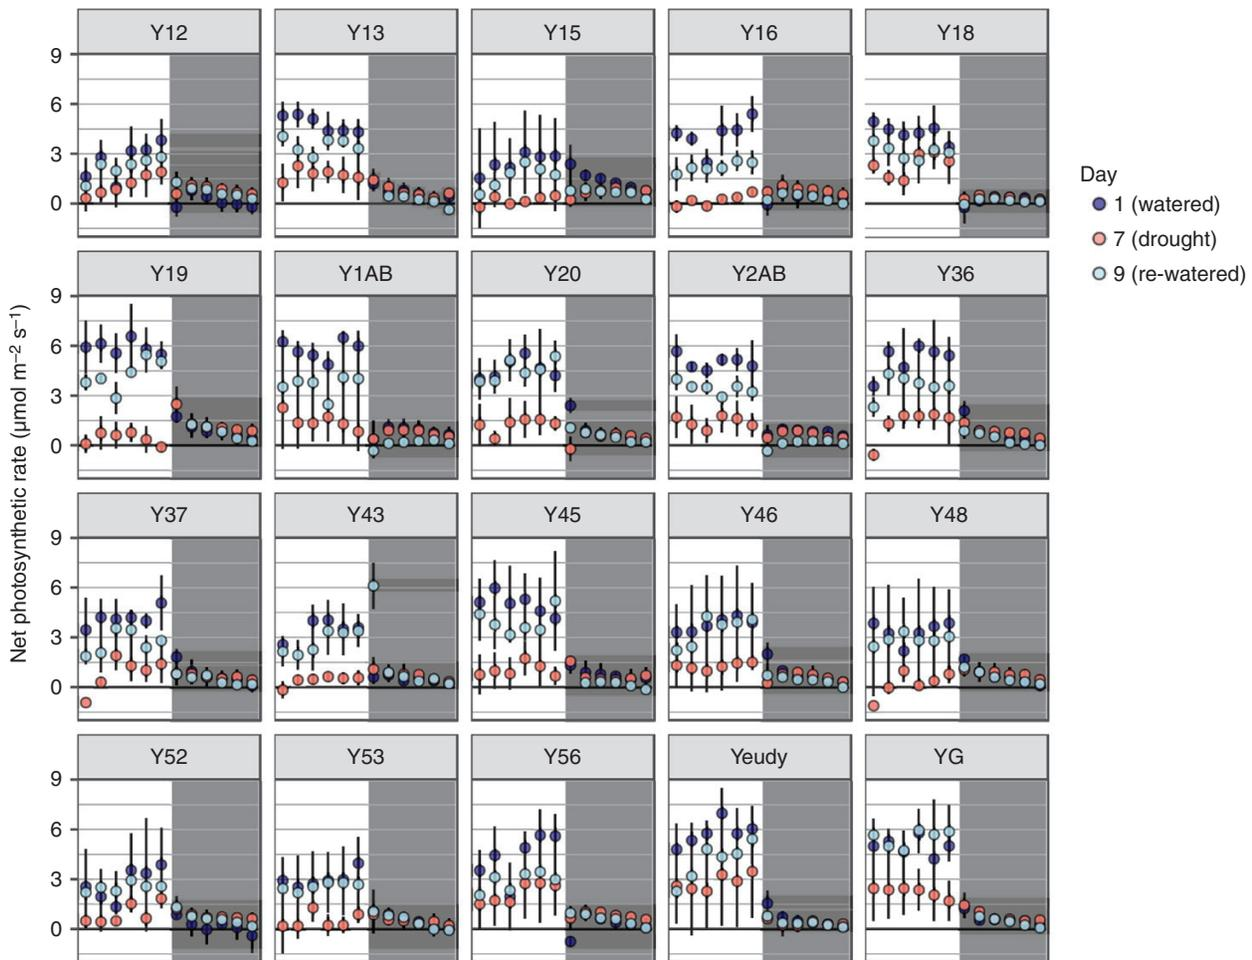 Y12 Y13 Y15 Y16 Y18
9
6
3
0
Day
1 (watered)
7 (drought)
9 (re-watered)
Y19 Y1AB Y20 Y2AB Y36
9
6
3
0
Net photosynthetic rate (µmol m−2 s−1)
Y37 Y43 Y45 Y46 Y48
9
6
3
0
Y52 Y53 Y56 Yeudy YG
9
6
3
0